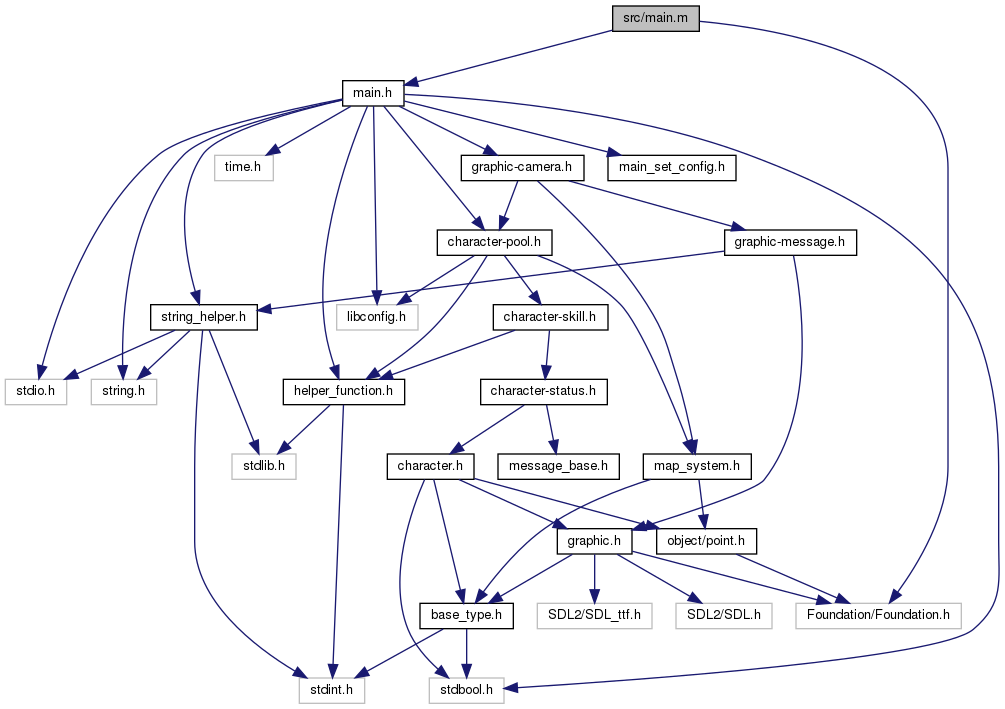 src/main.m
main.h
time.h
graphic-camera.h
main_set_config.h
character-pool.h
graphic-message.h
string_helper.h
libconfig.h
character-skill.h
stdio.h
string.h
helper_function.h
character-status.h
stdlib.h
character.h
message_base.h
map_system.h
graphic.h
object/point.h
base_type.h
SDL2/SDL_ttf.h
SDL2/SDL.h
Foundation/Foundation.h
stdint.h
stdbool.h